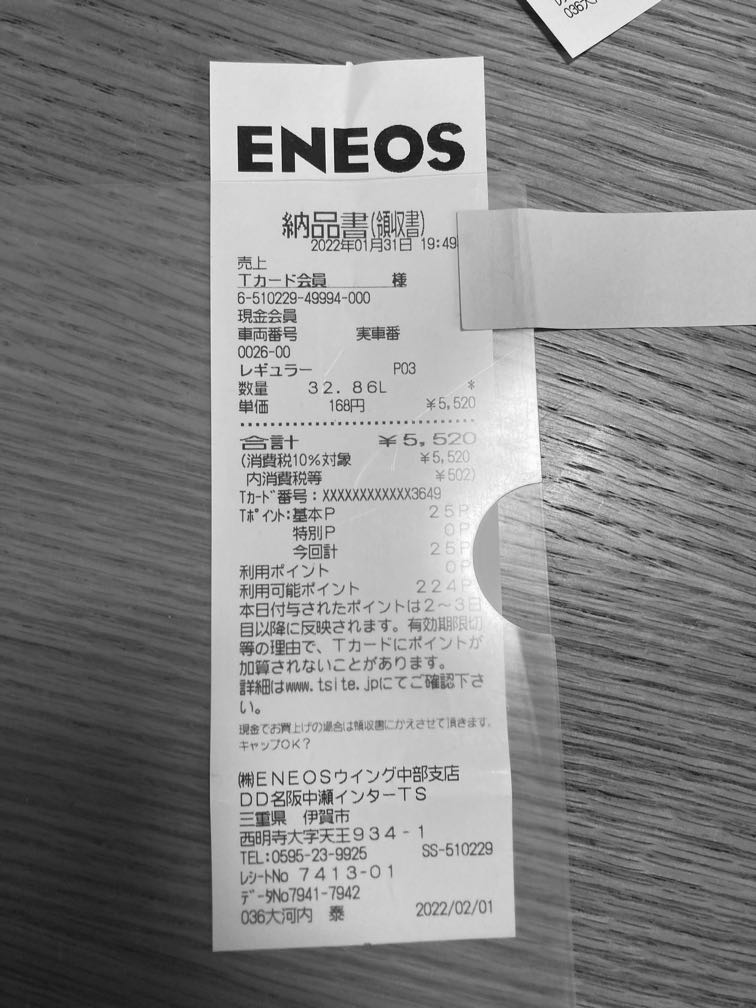 036大河内
ENEOS
納品書(領収書)
2022年01月31日 19:49
売上
Tカード会員 様
6-510229-49994-000
現金会員
車両番号 実車番
0026-00
レギュラー P03
数量 32.86L *
単価 168円 ¥5,520
合計 ¥5,520
(消費税10%対象 ¥5,520
内消費税等 ¥502)
Tカード番号:XXXXXXXXXXXX3649
Tポイント:基本P 25P
特別P 0P
今回計 25P
利用ポイント 0P
利用可能ポイント 224P
本日付与されたポイントは2〜3日
目以降に反映されます。有効期限切
等の理由で、Tカードにポイントが
加算されないことがあります。
詳細はwww.tsite.jpにてご確認下さ
い。
現金でお買上げの場合は領収書にかえさせて頂きます。
キャップOK?
㈱ENEOSウイング中部支店
DD名阪中瀬インターTS
三重県 伊賀市
西明寺大字天王934-1
TEL:0595-23-9925 SS-510229
レシートNo 7413-01
データNo7941-7942
036大河内 泰 2022/02/01